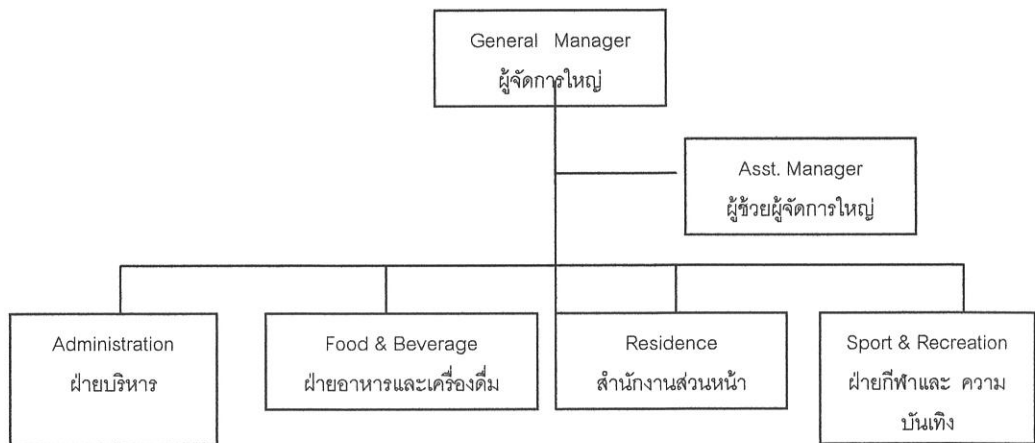 General Manager
ผู้จัดการใหญ่
Asst. Manager
ผู้ช้วยผู้จัดการใหญ่
Administration
ฝ่ายบริหาร
Food & Beverage
ฝ่ายอาหารและเครื่องดื่ม
Residence
สำนักงานส่วนหน้า
Sport & Recreation
ฝ่ายกีฬาและ ความ
บันเทิง